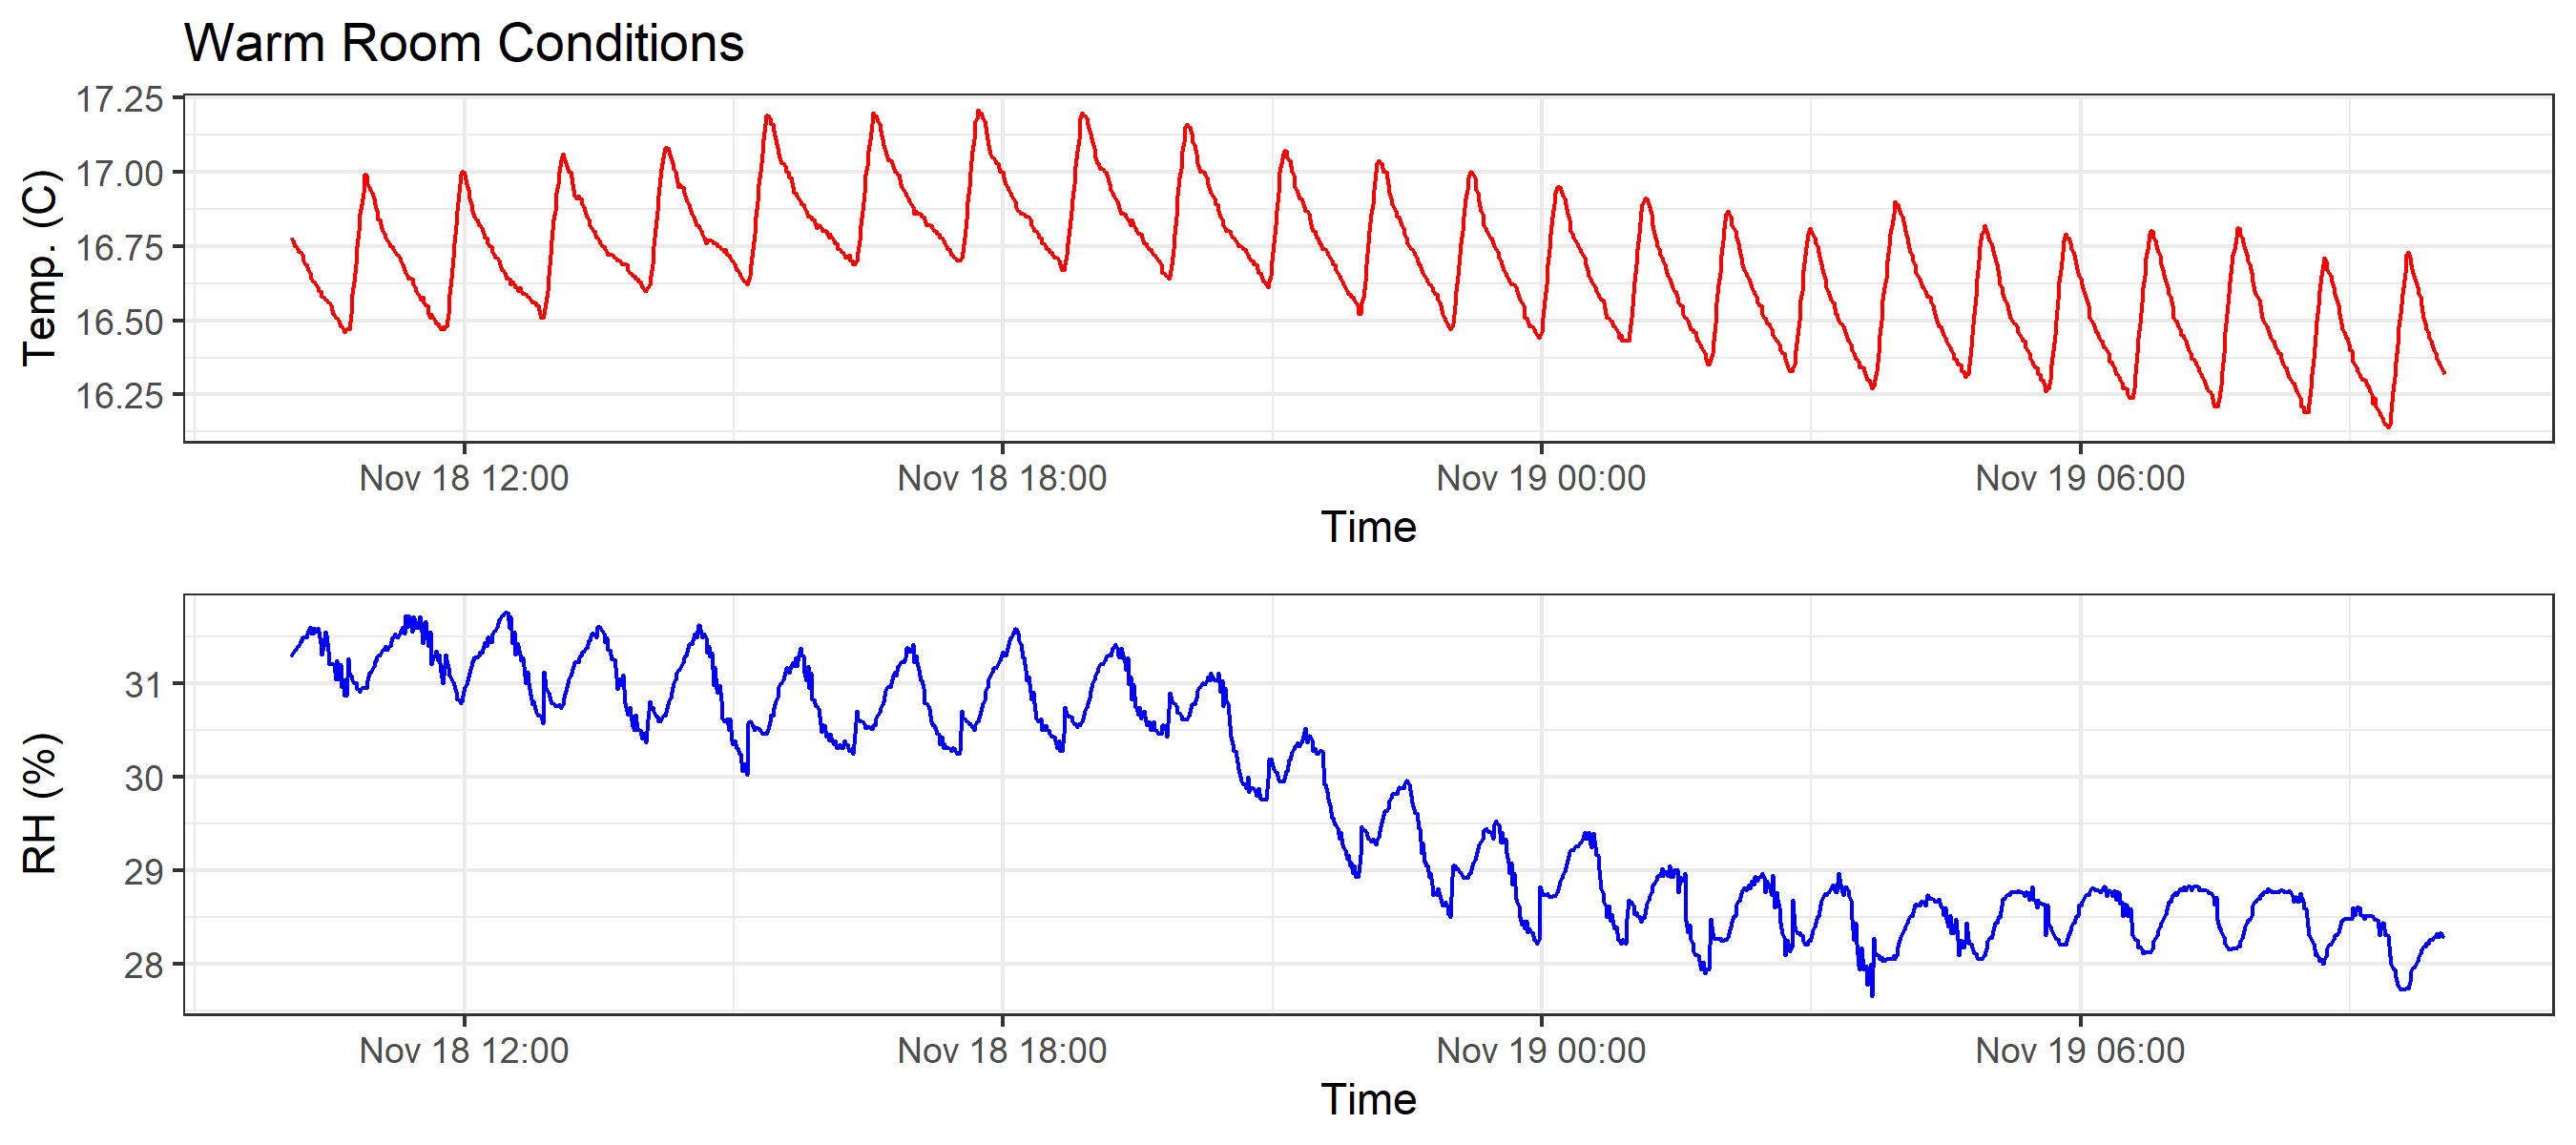 Warm Room Conditions
17.25
17.00
16.75
16.50
16.25
Temp. (C)
Nov 18 12:00 Nov 18 18:00 Nov 19 00:00 Nov 19 06:00
Time
31
30
29
28
RH (%)
Nov 18 12:00 Nov 18 18:00 Nov 19 00:00 Nov 19 06:00
Time